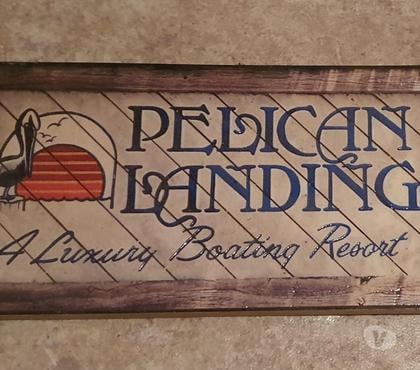 PELICAN
LANDING
A Luxury Boating Resort
V